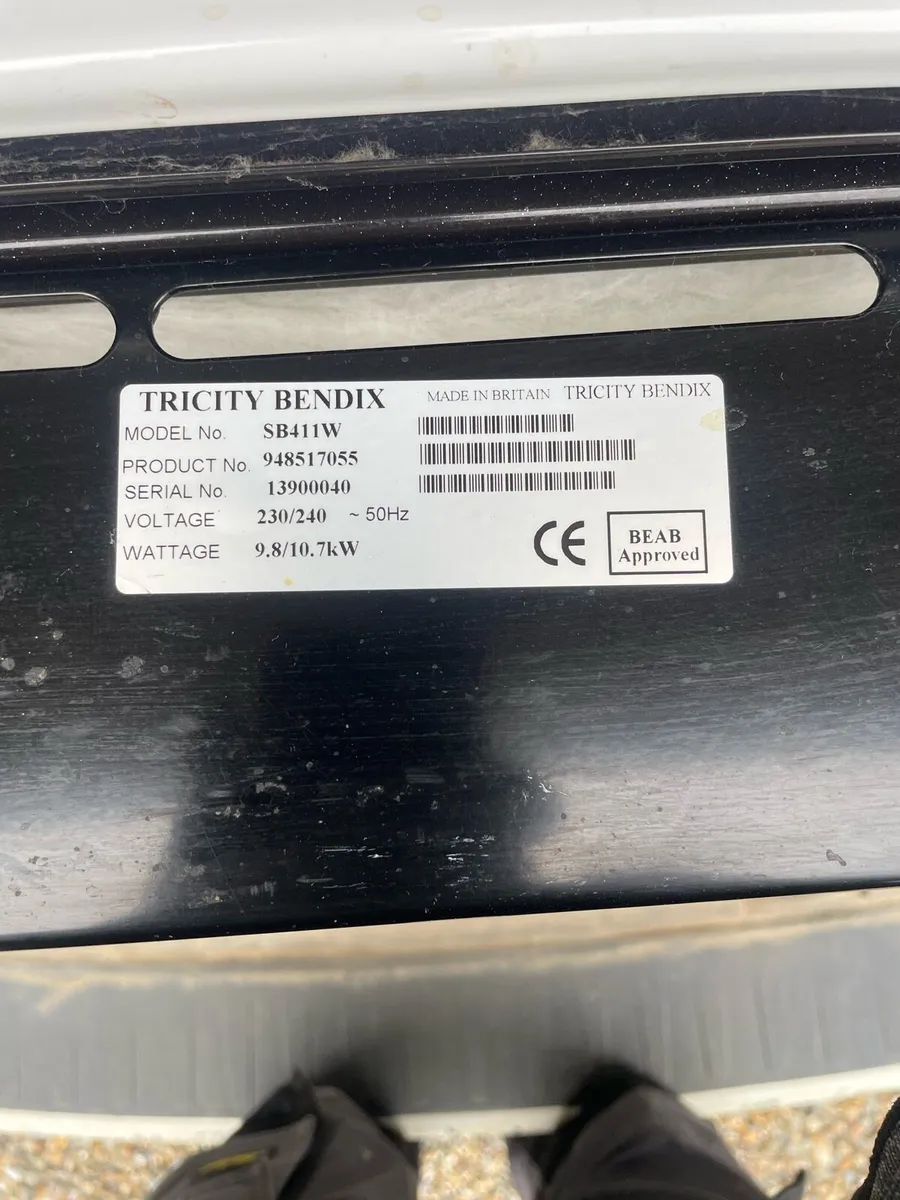 TRICITY BENDIX
MADE IN BRITAIN TRICITY BENDIX
MODEL No. SB411W
PRODUCT No. 948517055
SERIAL No. 13900040
VOLTAGE 230/240 ~ 50Hz
WATTAGE 9.8/10.7kW
CE
BEAB
Approved